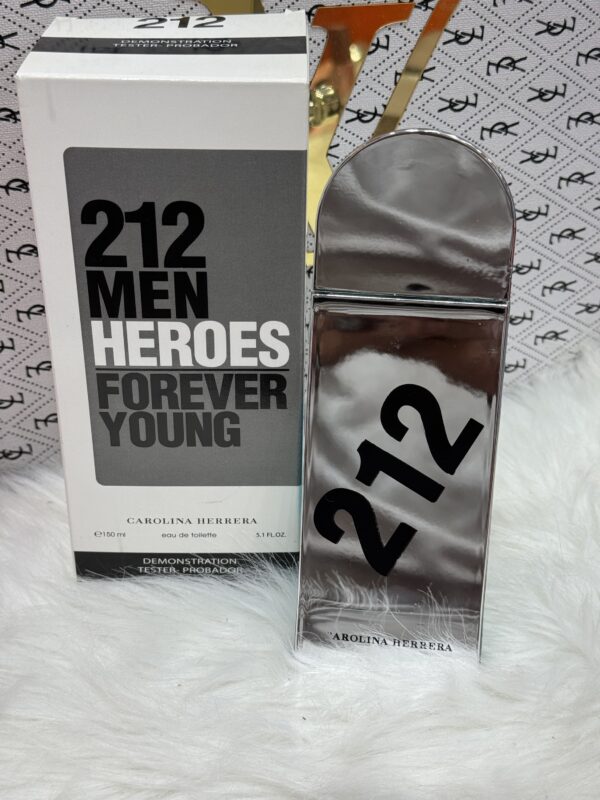 212
DEMONSTRATION
TESTER- PROBADOR
212
MEN
HEROES
FOREVER
YOUNG
CAROLINA HERRERA
℮150 ml eau de toilette 5.1 FL.OZ.
DEMONSTRATION
TESTER- PROBADOR
212
AROLINA HERRERA